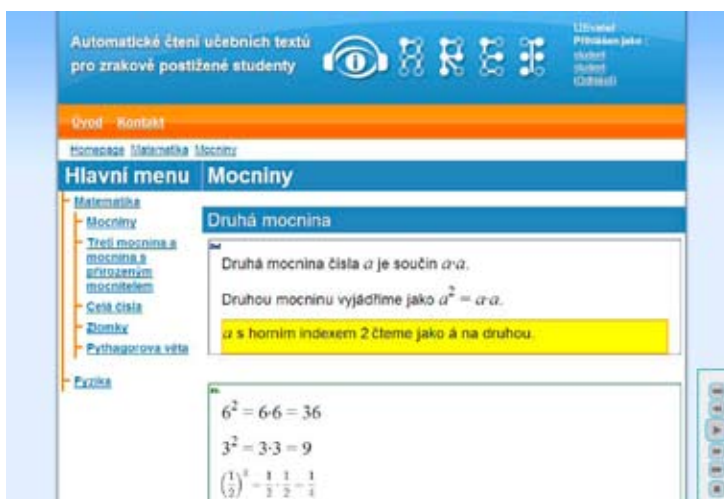 Automatické čtení učebních textů
pro zrakově postižené studenty
Uživatel
Přihlášen jako :
student
student
(Odhlásit)
Úvod Kontakt
Homepage Matematika Mocniny
Hlavní menu
Matematika
Mocniny
Třetí mocnina a
mocnina s
přirozeným
mocnitelem
Celá čísla
Zlomky
Pythagorova věta
Fyzika
Mocniny
Druhá mocnina
Druhá mocnina čísla a je součin a·a.
Druhou mocninu vyjádříme jako a² = a·a.
a s horním indexem 2 čteme jako á na druhou.
6² = 6·6 = 36
3² = 3·3 = 9